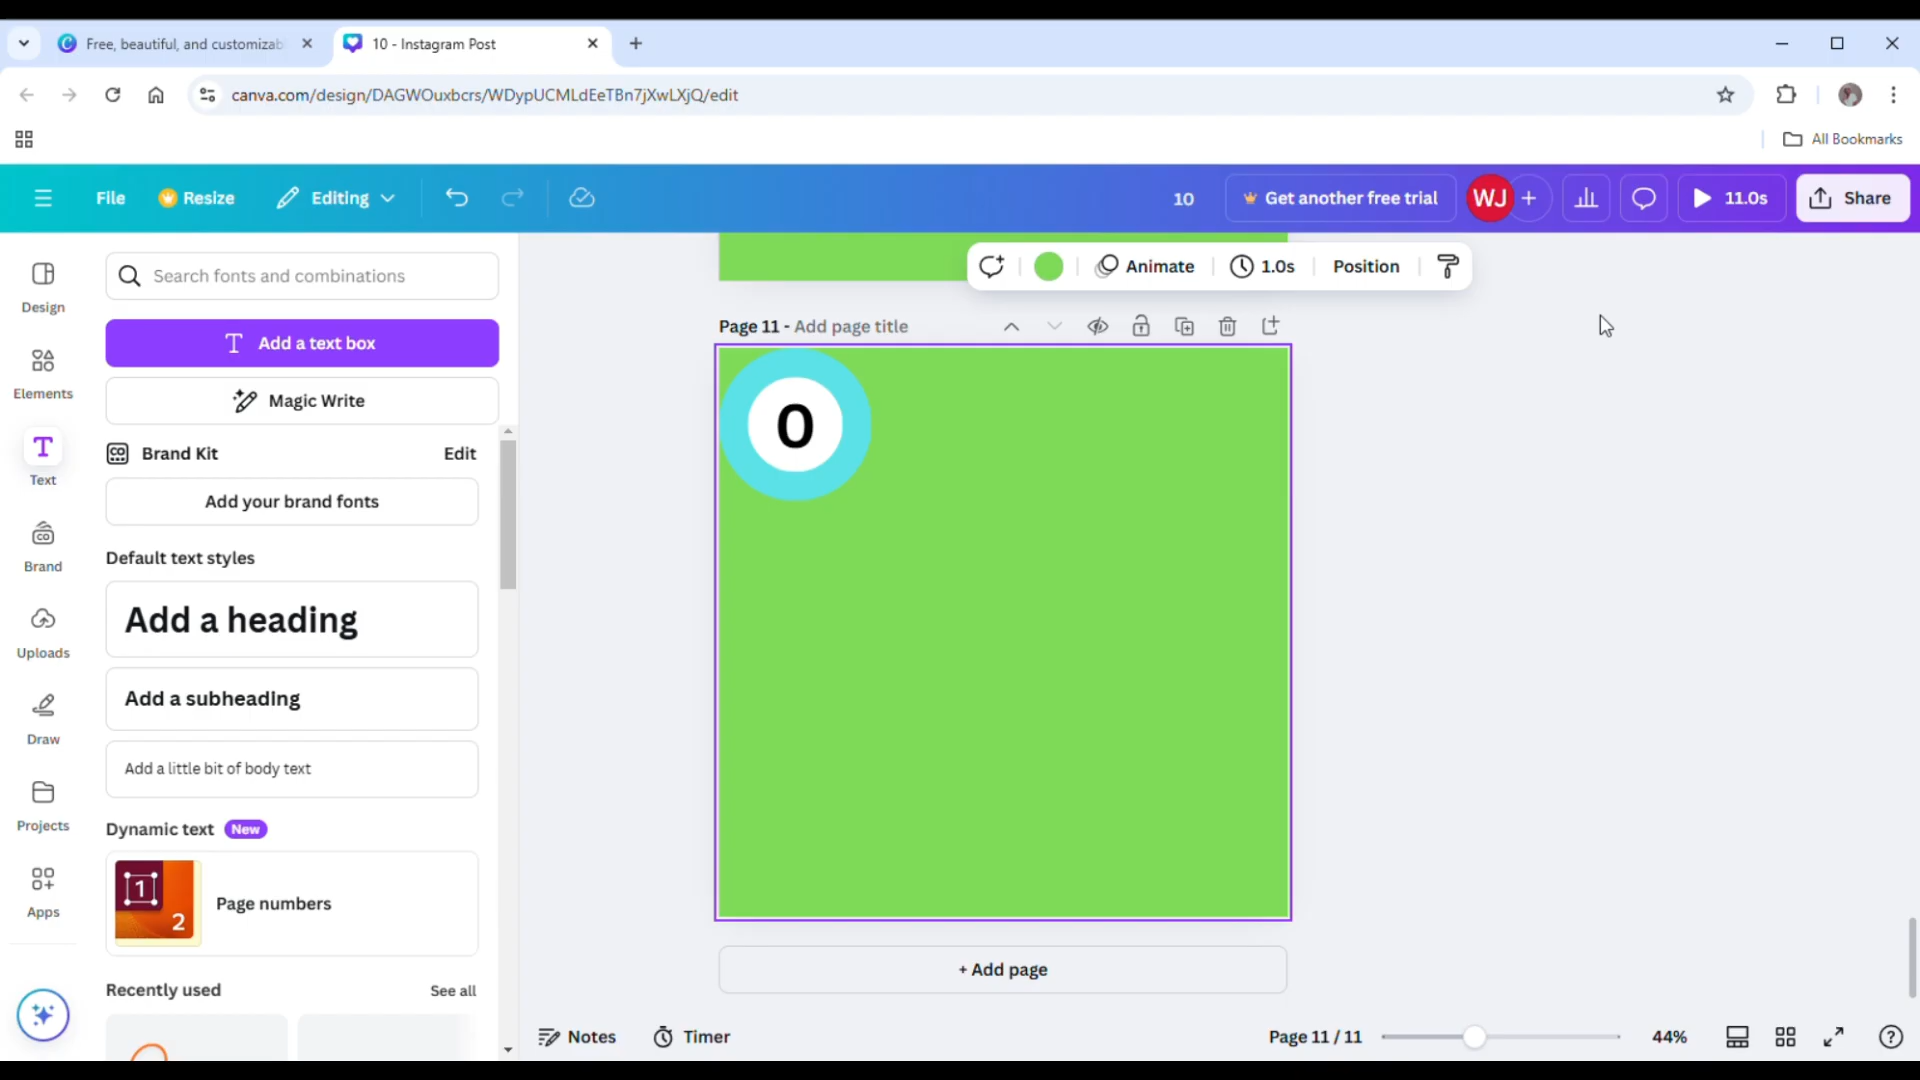 Free, beautiful, and customizab
10 - Instagram Post
canva.com/design/DAGWOuxbcrs/WDypUCMLdEeTBn7jXwLXjQ/edit
All Bookmarks
File
Resize
Editing
10
Get another free trial
WJ
11.0s
Share
Design
Elements
Text
Brand
Uploads
Draw
Projects
Apps
Search fonts and combinations
Add a text box
Magic Write
Brand Kit
Edit
Add your brand fonts
Default text styles
Add a heading
Add a subheading
Add a little bit of body text
Dynamic text New
1
2
Page numbers
Recently used
See all
Animate
1.0s
Position
Page 11 - Add page title
0
+ Add page
Notes
Timer
Page 11 / 11
44%